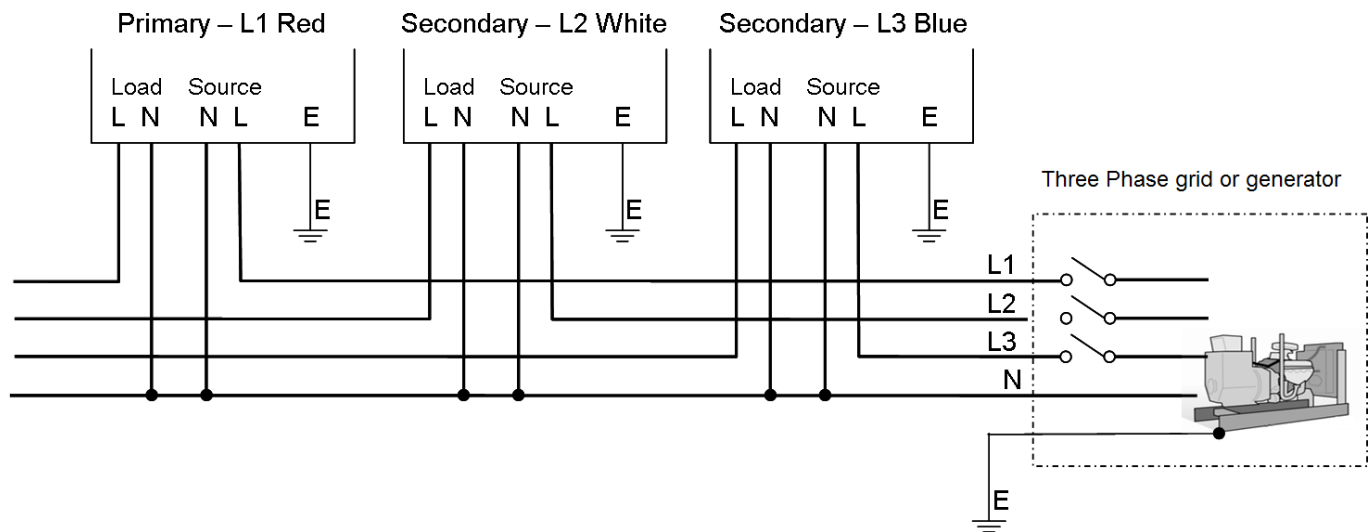 Primary – L1 Red
Secondary – L2 White
Secondary – L3 Blue
Load Source
L N N L E
Load Source
L N N L E
Load Source
L N N L E
E
E
E
Three Phase grid or generator
L1
L2
L3
N
E